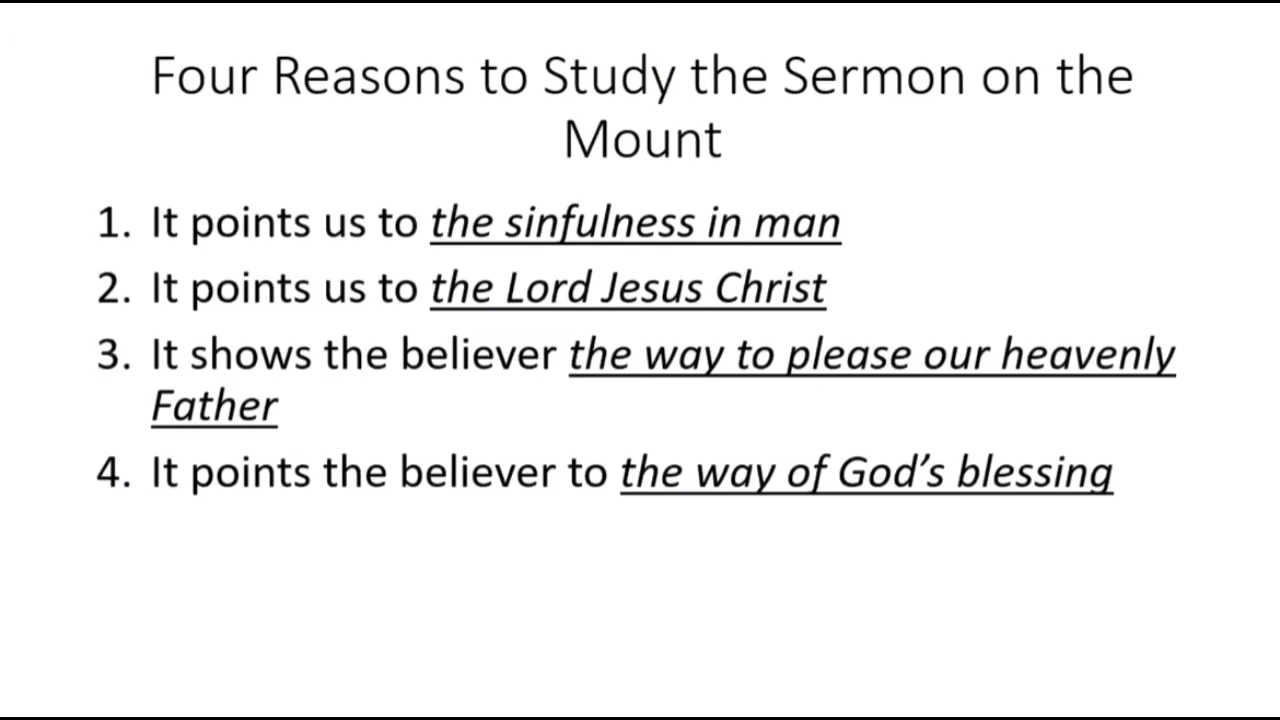 Four Reasons to Study the Sermon on the
Mount
1. It points us to the sinfulness in man
2. It points us to the Lord Jesus Christ
3. It shows the believer the way to please our heavenly
Father
4. It points the believer to the way of God’s blessing